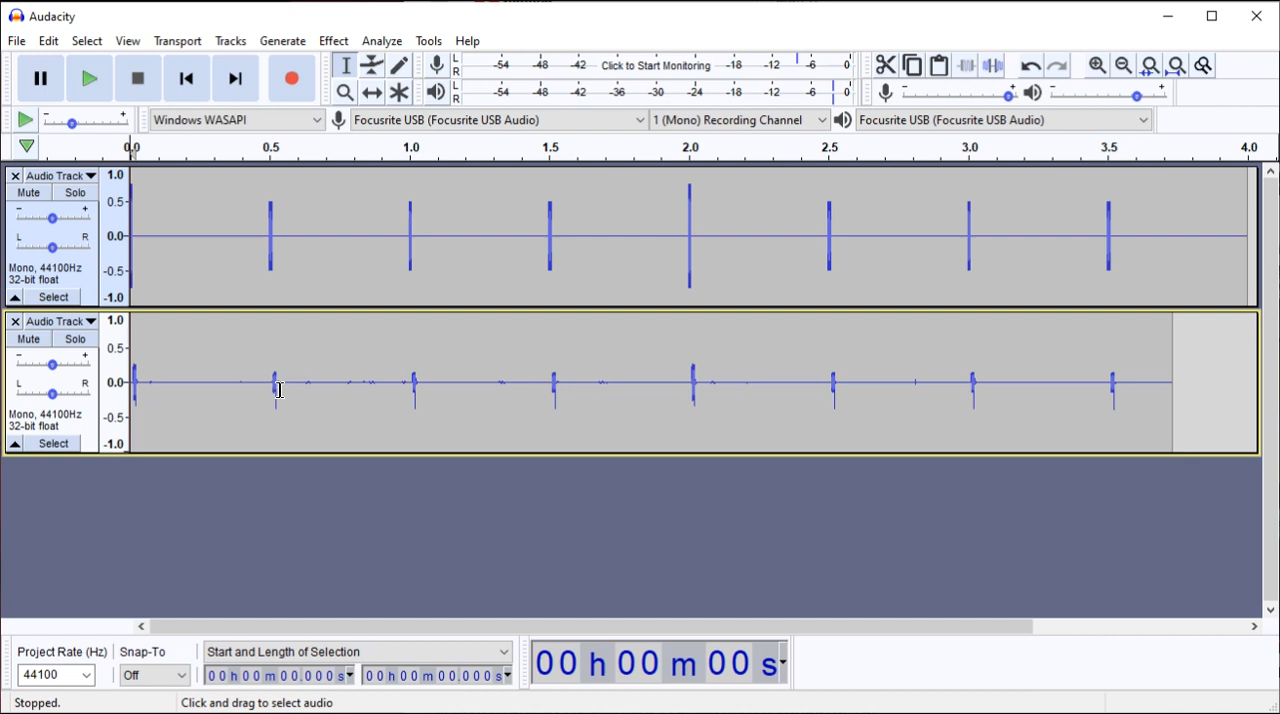 Audacity
File Edit Select View Transport Tracks Generate Effect Analyze Tools Help
L -54 -48 -42 Click to Start Monitoring -18 -12 -6 0
R
L -54 -48 -42 -36 -30 -24 -18 -12 -6 0
R
- + - +
- + Windows WASAPI Focusrite USB (Focusrite USB Audio) 1 (Mono) Recording Channel Focusrite USB (Focusrite USB Audio)
0.0 0.5 1.0 1.5 2.0 2.5 3.0 3.5 4.0
Audio Track 1.0
Mute Solo 0.5
- +
L R 0.0
Mono, 44100Hz -0.5
32-bit float
Select -1.0
Audio Track 1.0
Mute Solo 0.5
- +
L R 0.0
Mono, 44100Hz -0.5
32-bit float
Select -1.0
Project Rate (Hz) Snap-To Start and Length of Selection
44100 Off 00 h 00 m 00.000 s 00 h 00 m 00.000 s 00 h 00 m 00 s
Stopped. Click and drag to select audio